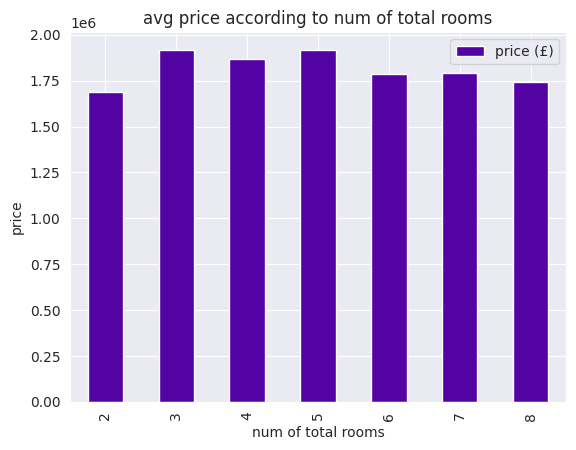 avg price according to num of total rooms
1e6
price (£)
2.00
1.75
1.50
1.25
1.00
0.75
0.50
0.25
0.00
price
2 3 4 5 6 7 8
num of total rooms